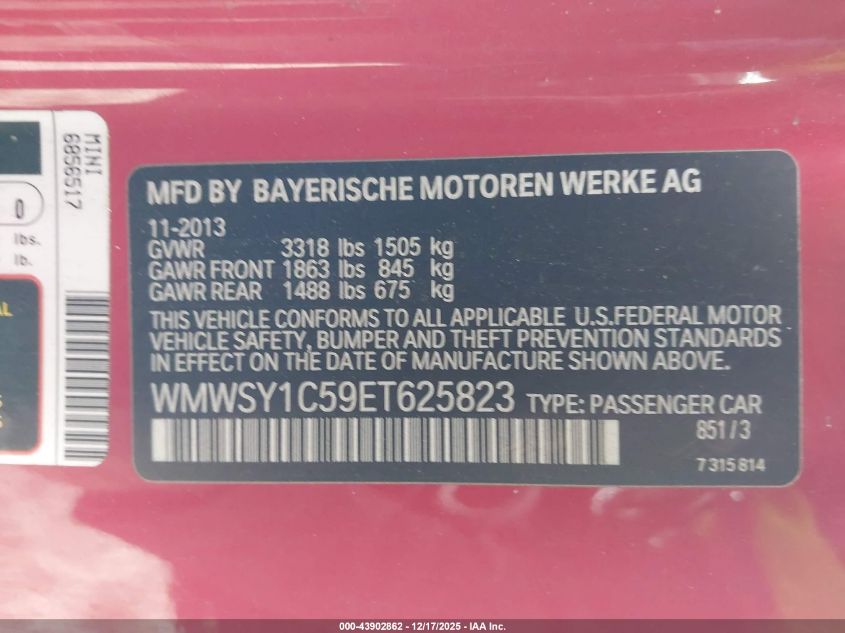 MINI
6856517
0
lbs.
lb.
AL
MFD BY BAYERISCHE MOTOREN WERKE AG
11-2013
GVWR 3318 lbs 1505 kg
GAWR FRONT 1863 lbs 845 kg
GAWR REAR 1488 lbs 675 kg
THIS VEHICLE CONFORMS TO ALL APPLICABLE U.S.FEDERAL MOTOR
VEHICLE SAFETY, BUMPER AND THEFT PREVENTION STANDARDS
IN EFFECT ON THE DATE OF MANUFACTURE SHOWN ABOVE.
WMWSY1C59ET625823 TYPE: PASSENGER CAR
851/3
7 315 814
000-43902862 - 12/17/2025 - IAA Inc.